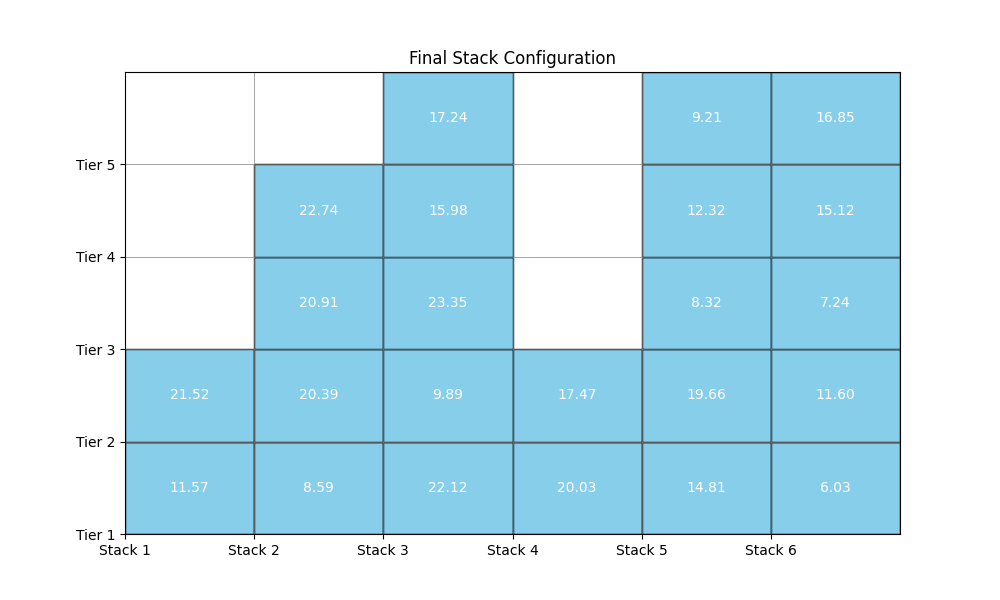 Final Stack Configuration
17.24 9.21 16.85
Tier 5
22.74 15.98 12.32 15.12
Tier 4
20.91 23.35 8.32 7.24
Tier 3
21.52 20.39 9.89 17.47 19.66 11.60
Tier 2
11.57 8.59 22.12 20.03 14.81 6.03
Tier 1
Stack 1 Stack 2 Stack 3 Stack 4 Stack 5 Stack 6